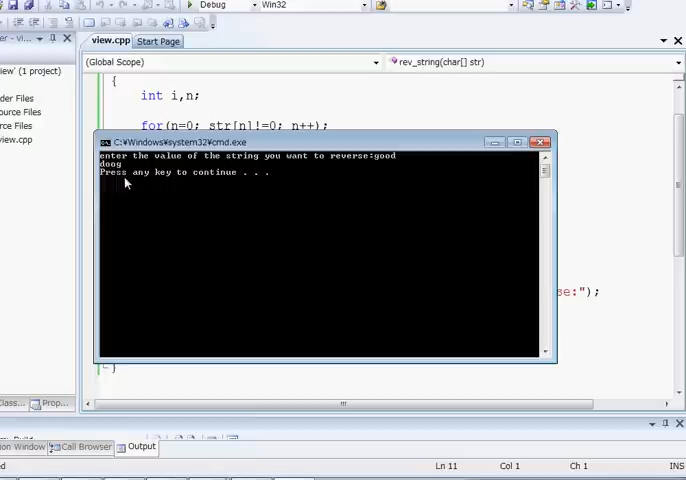 Debug
Win32
view.cpp
Start Page
(Global Scope)
rev_string(char[] str)
view' (1 project)
der Files
ource Files
w.cpp
{
int i,n;
for(n=0; str[n]!=0; n++);
C:¥Windows¥system32¥cmd.exe
enter the value of the string you want to reverse:good
doog
Press any key to continue . . .
se:");
}
Class...
Prop...
on Window
Call Browser
Output
ed
Ln 11
Col 1
Ch 1
INS